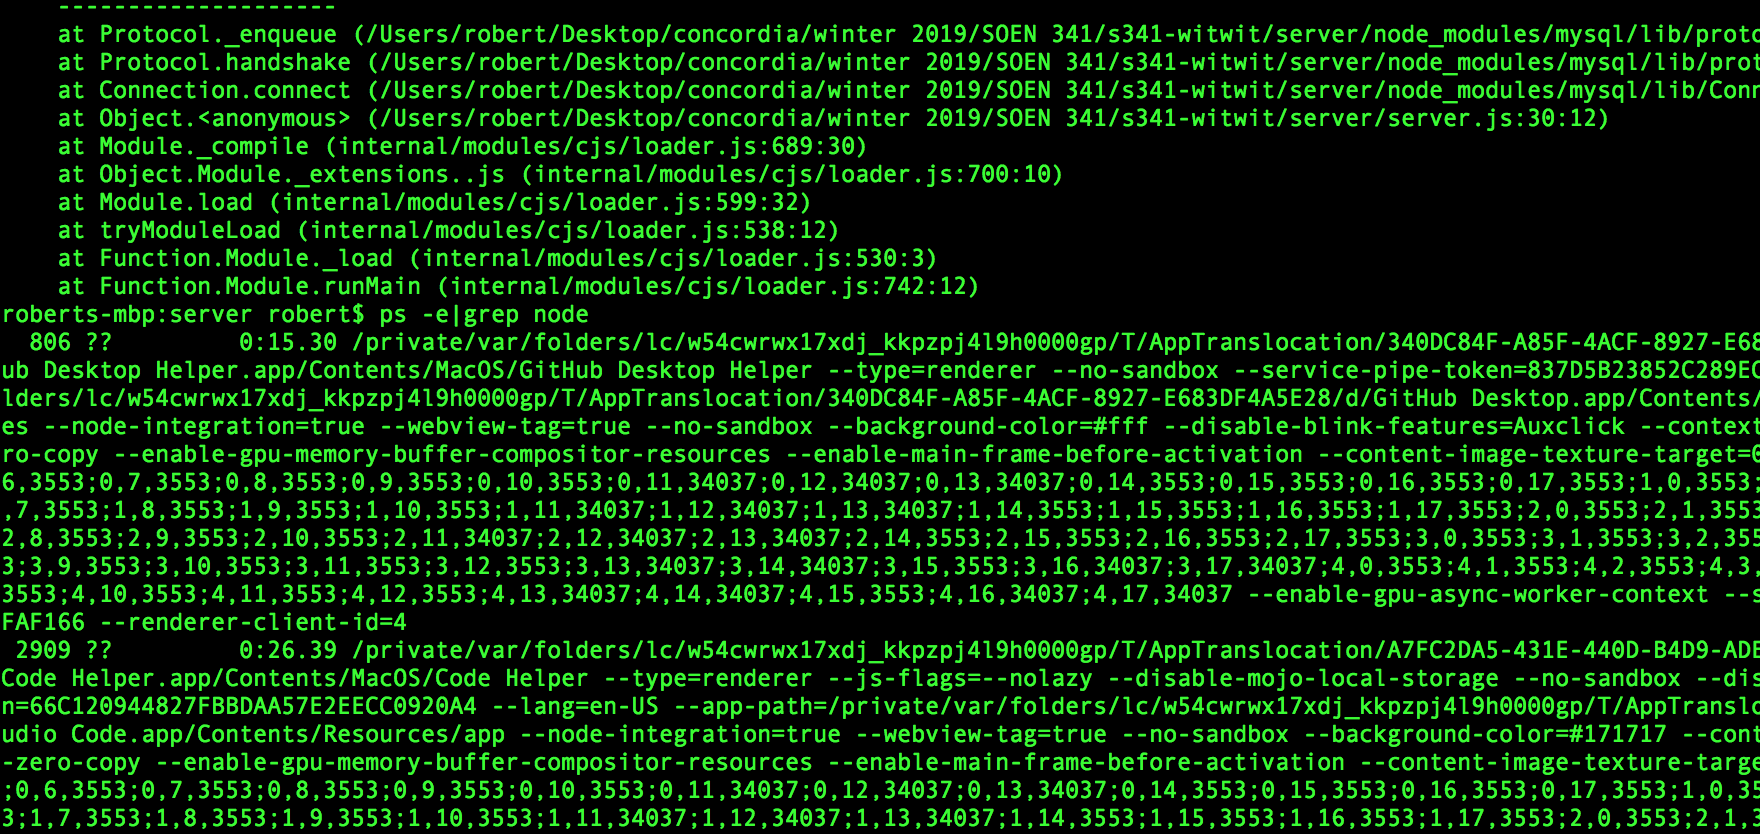 --------------------
at Protocol._enqueue (/Users/robert/Desktop/concordia/winter 2019/SOEN 341/s341-witwit/server/node_modules/mysql/lib/proto
at Protocol.handshake (/Users/robert/Desktop/concordia/winter 2019/SOEN 341/s341-witwit/server/node_modules/mysql/lib/prot
at Connection.connect (/Users/robert/Desktop/concordia/winter 2019/SOEN 341/s341-witwit/server/node_modules/mysql/lib/Conn
at Object.<anonymous> (/Users/robert/Desktop/concordia/winter 2019/SOEN 341/s341-witwit/server/server.js:30:12)
at Module._compile (internal/modules/cjs/loader.js:689:30)
at Object.Module._extensions..js (internal/modules/cjs/loader.js:700:10)
at Module.load (internal/modules/cjs/loader.js:599:32)
at tryModuleLoad (internal/modules/cjs/loader.js:538:12)
at Function.Module._load (internal/modules/cjs/loader.js:530:3)
at Function.Module.runMain (internal/modules/cjs/loader.js:742:12)
roberts-mbp:server robert$ ps -e|grep node
806 ?? 0:15.30 /private/var/folders/lc/w54cwrwx17xdj_kkpzpj4l9h0000gp/T/AppTranslocation/340DC84F-A85F-4ACF-8927-E68
ub Desktop Helper.app/Contents/MacOS/GitHub Desktop Helper --type=renderer --no-sandbox --service-pipe-token=837D5B23852C289EC
lders/lc/w54cwrwx17xdj_kkpzpj4l9h0000gp/T/AppTranslocation/340DC84F-A85F-4ACF-8927-E683DF4A5E28/d/GitHub Desktop.app/Contents/
es --node-integration=true --webview-tag=true --no-sandbox --background-color=#fff --disable-blink-features=Auxclick --context
ro-copy --enable-gpu-memory-buffer-compositor-resources --enable-main-frame-before-activation --content-image-texture-target=0
6,3553;0,7,3553;0,8,3553;0,9,3553;0,10,3553;0,11,34037;0,12,34037;0,13,34037;0,14,3553;0,15,3553;0,16,3553;0,17,3553;1,0,3553;
,7,3553;1,8,3553;1,9,3553;1,10,3553;1,11,34037;1,12,34037;1,13,34037;1,14,3553;1,15,3553;1,16,3553;1,17,3553;2,0,3553;2,1,3553
2,8,3553;2,9,3553;2,10,3553;2,11,34037;2,12,34037;2,13,34037;2,14,3553;2,15,3553;2,16,3553;2,17,3553;3,0,3553;3,1,3553;3,2,355
3;3,9,3553;3,10,3553;3,11,3553;3,12,3553;3,13,34037;3,14,34037;3,15,3553;3,16,34037;3,17,34037;4,0,3553;4,1,3553;4,2,3553;4,3,
3553;4,10,3553;4,11,3553;4,12,3553;4,13,34037;4,14,34037;4,15,3553;4,16,34037;4,17,34037 --enable-gpu-async-worker-context --s
FAF166 --renderer-client-id=4
2909 ?? 0:26.39 /private/var/folders/lc/w54cwrwx17xdj_kkpzpj4l9h0000gp/T/AppTranslocation/A7FC2DA5-431E-440D-B4D9-ADE
Code Helper.app/Contents/MacOS/Code Helper --type=renderer --js-flags=--nolazy --disable-mojo-local-storage --no-sandbox --dis
n=66C120944827FBBDAA57E2EECC0920A4 --lang=en-US --app-path=/private/var/folders/lc/w54cwrwx17xdj_kkpzpj4l9h0000gp/T/AppTranslo
udio Code.app/Contents/Resources/app --node-integration=true --webview-tag=true --no-sandbox --background-color=#171717 --cont
-zero-copy --enable-gpu-memory-buffer-compositor-resources --enable-main-frame-before-activation --content-image-texture-targe
;0,6,3553;0,7,3553;0,8,3553;0,9,3553;0,10,3553;0,11,34037;0,12,34037;0,13,34037;0,14,3553;0,15,3553;0,16,3553;0,17,3553;1,0,35
3;1,7,3553;1,8,3553;1,9,3553;1,10,3553;1,11,34037;1,12,34037;1,13,34037;1,14,3553;1,15,3553;1,16,3553;1,17,3553;2,0,3553;2,1,3